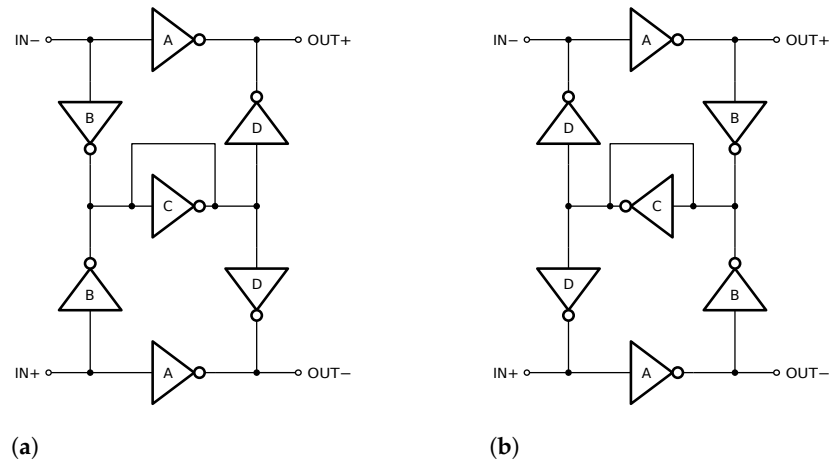 IN− A OUT+
B D
C
B D
IN+ A OUT−
(a)
IN− A OUT+
D B
C
D B
IN+ A OUT−
(b)